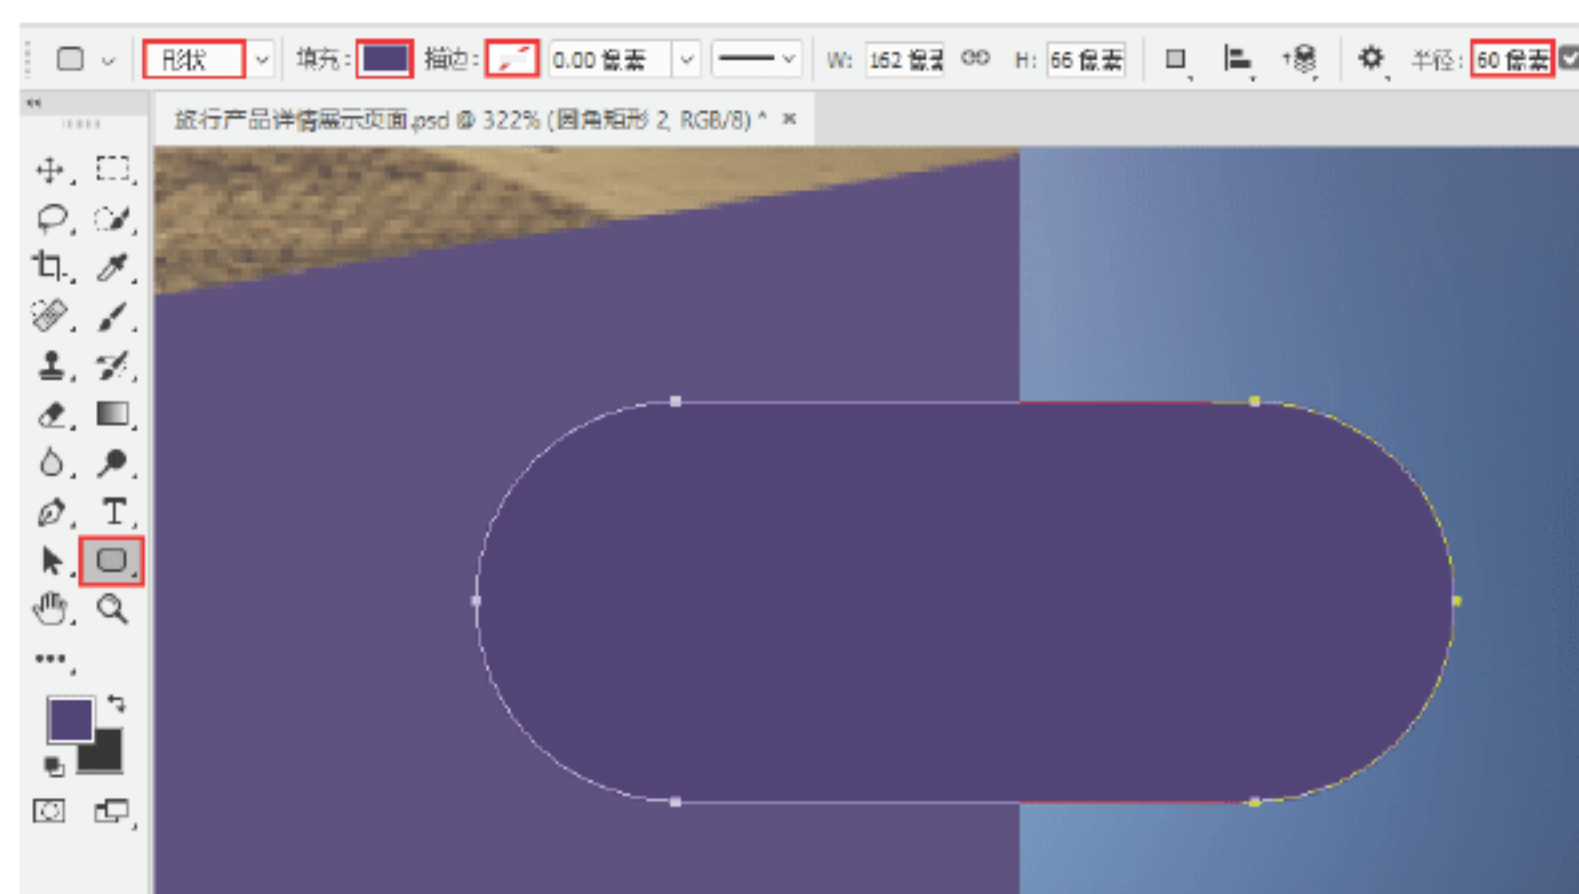 形状 填充: 描边: 0.00 像素 W: 162 像素 H: 66 像素 半径: 60 像素
旅行产品详情展示页面.psd @ 322% (圆角矩形 2, RGB/8) * ×
T